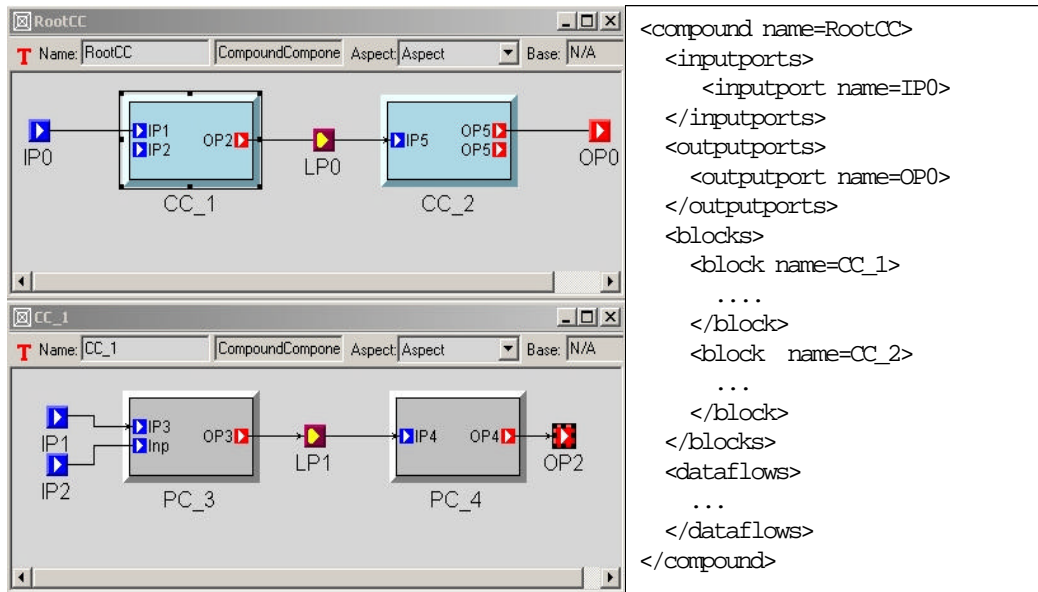 RootCC
T Name: RootCC CompoundCompone Aspect: Aspect Base: N/A
IP0
IP1
IP2
OP2
CC_1
LP0
IP5
OP5
OP5
CC_2
OP0
CC_1
T Name: CC_1 CompoundCompone Aspect: Aspect Base: N/A
IP1
IP2
IP3
Inp
OP3
PC_3
LP1
IP4
OP4
PC_4
OP2
<compound name=RootCC>
<inputports>
<inputport name=IP0>
</inputports>
<outputports>
<outputport name=OP0>
</outputports>
<blocks>
<block name=CC_1>
....
</block>
<block name=CC_2>
...
</block>
</blocks>
<dataflows>
...
</dataflows>
</compound>